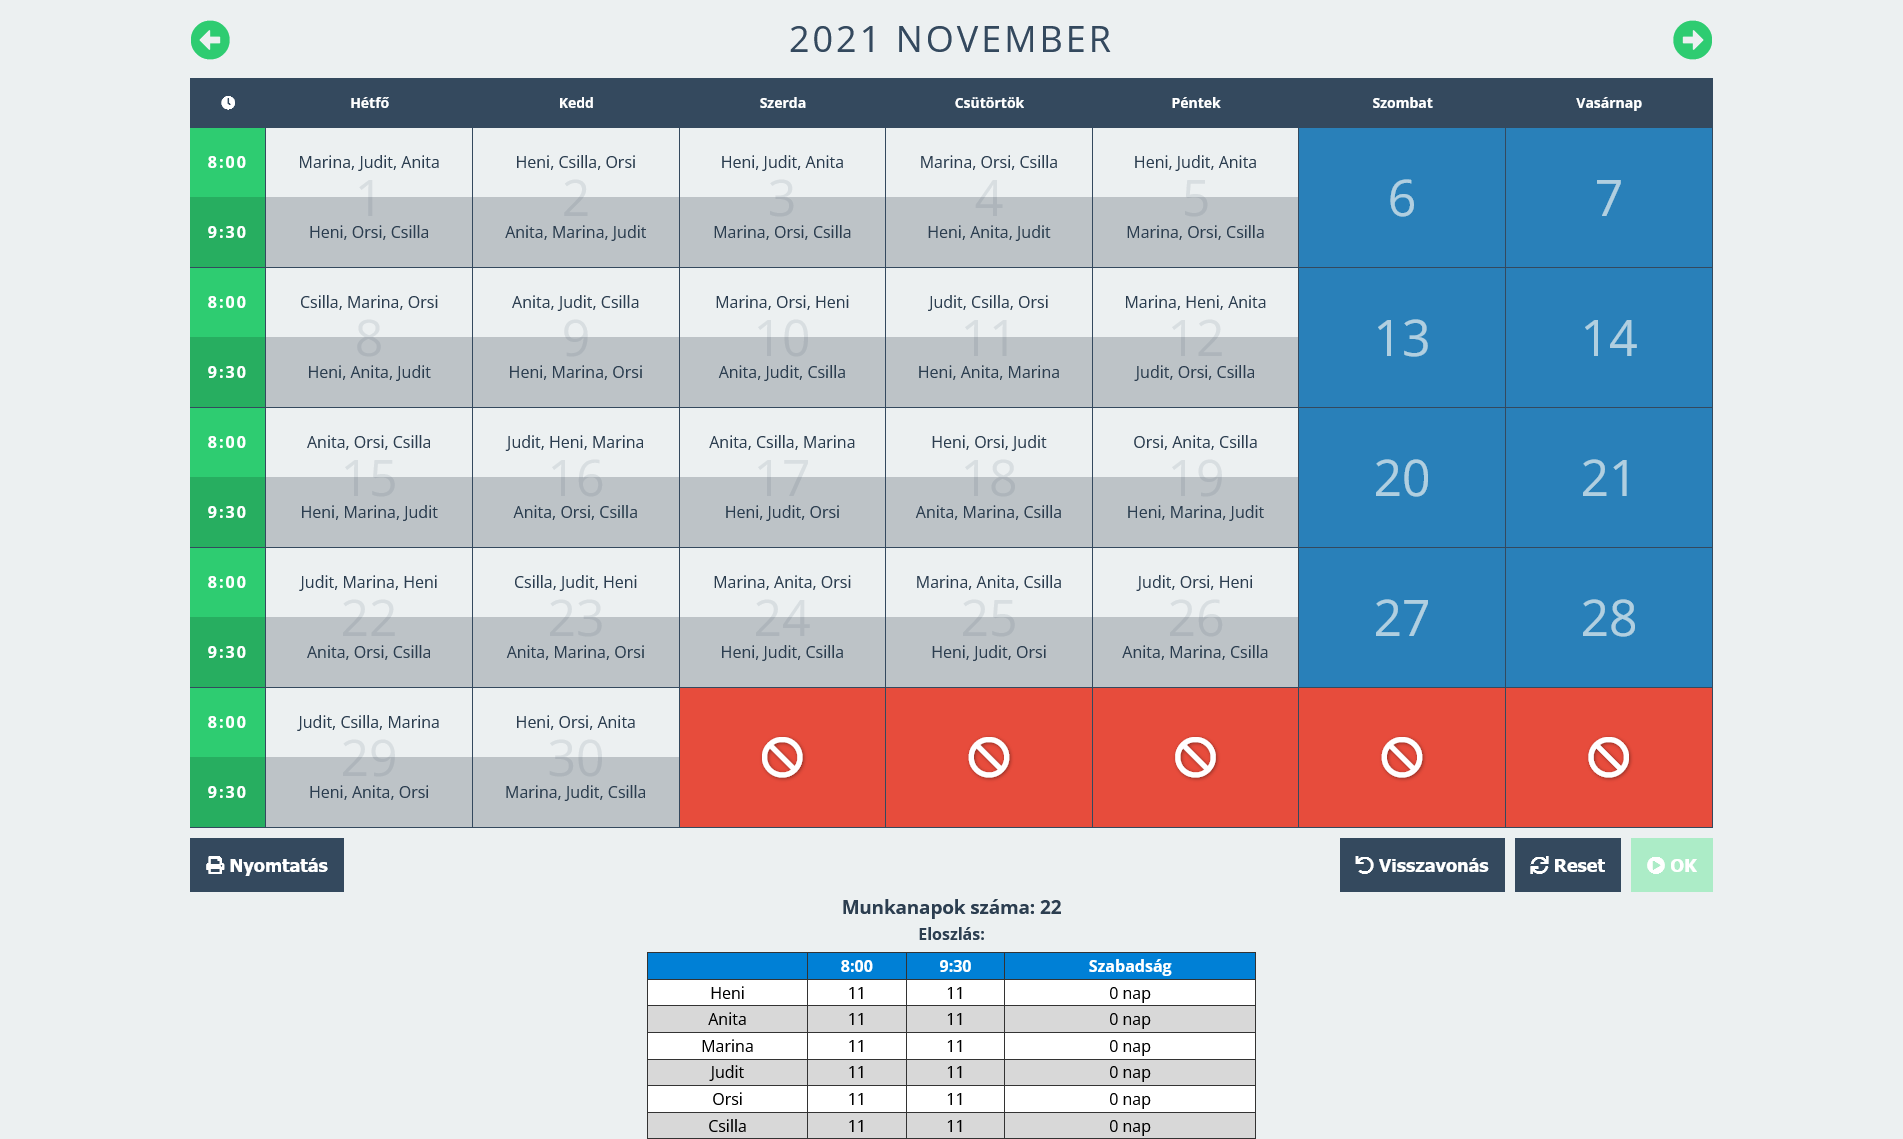 2021 NOVEMBER
Hétfő Kedd Szerda Csütörtök Péntek Szombat Vasárnap
8:00 Marina, Judit, Anita Heni, Csilla, Orsi Heni, Judit, Anita Marina, Orsi, Csilla Heni, Judit, Anita
1 2 3 4 5 6 7
9:30 Heni, Orsi, Csilla Anita, Marina, Judit Marina, Orsi, Csilla Heni, Anita, Judit Marina, Orsi, Csilla
8:00 Csilla, Marina, Orsi Anita, Judit, Csilla Marina, Orsi, Heni Judit, Csilla, Orsi Marina, Heni, Anita
8 9 10 11 12 13 14
9:30 Heni, Anita, Judit Heni, Marina, Orsi Anita, Judit, Csilla Heni, Anita, Marina Judit, Orsi, Csilla
8:00 Anita, Orsi, Csilla Judit, Heni, Marina Anita, Csilla, Marina Heni, Orsi, Judit Orsi, Anita, Csilla
15 16 17 18 19 20 21
9:30 Heni, Marina, Judit Anita, Orsi, Csilla Heni, Judit, Orsi Anita, Marina, Csilla Heni, Marina, Judit
8:00 Judit, Marina, Heni Csilla, Judit, Heni Marina, Anita, Orsi Marina, Anita, Csilla Judit, Orsi, Heni
22 23 24 25 26 27 28
9:30 Anita, Orsi, Csilla Anita, Marina, Orsi Heni, Judit, Csilla Heni, Judit, Orsi Anita, Marina, Csilla
8:00 Judit, Csilla, Marina Heni, Orsi, Anita
29 30
9:30 Heni, Anita, Orsi Marina, Judit, Csilla
Nyomtatás Visszavonás Reset OK
Munkanapok száma: 22
Eloszlás:
8:00 9:30 Szabadság
Heni 11 11 0 nap
Anita 11 11 0 nap
Marina 11 11 0 nap
Judit 11 11 0 nap
Orsi 11 11 0 nap
Csilla 11 11 0 nap